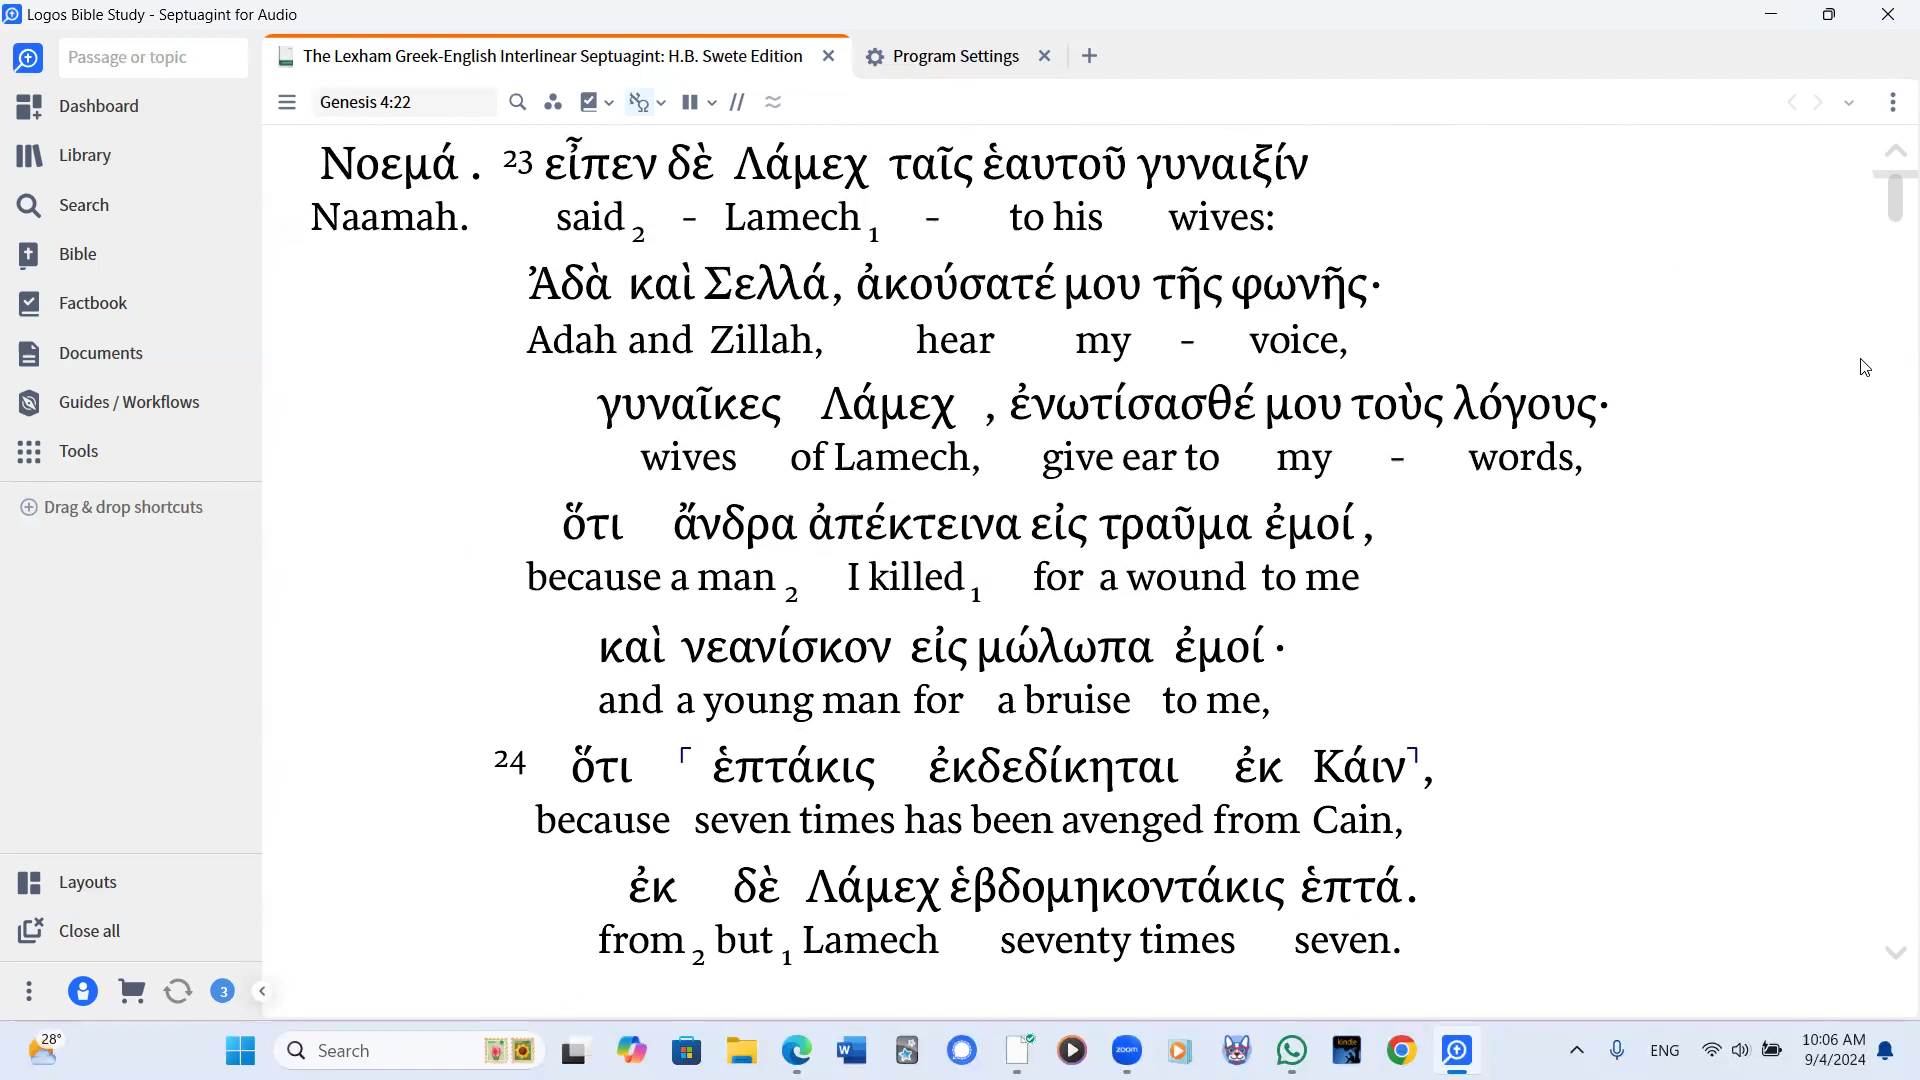 Logos Bible Study - Septuagint for Audio
Passage or topic
The Lexham Greek-English Interlinear Septuagint: H.B. Swete Edition
Program Settings
Dashboard
Genesis 4:22
Library
Search
Bible
Factbook
Documents
Guides / Workflows
Tools
Drag & drop shortcuts
Layouts
Close all
3
Νοεμά . 23 εἶπεν δὲ Λάμεχ ταῖς ἑαυτοῦ γυναιξίν
Naamah. said 2 - Lamech 1 - to his wives:
Ἀδὰ καὶ Σελλά, ἀκούσατέ μου τῆς φωνῆς·
Adah and Zillah, hear my - voice,
γυναῖκες Λάμεχ , ἐνωτίσασθέ μου τοὺς λόγους·
wives of Lamech, give ear to my - words,
ὅτι ἄνδρα ἀπέκτεινα εἰς τραῦμα ἐμοί ,
because a man 2 I killed 1 for a wound to me
καὶ νεανίσκον εἰς μώλωπα ἐμοί ·
and a young man for a bruise to me,
24 ὅτι ⸢ ἑπτάκις ἐκδεδίκηται ἐκ Κάιν⸣,
because seven times has been avenged from Cain,
ἐκ δὲ Λάμεχ ἑβδομηκοντάκις ἑπτά.
from 2 but 1 Lamech seventy times seven.
28°
Search
zoom
kindle
ENG
10:06 AM
9/4/2024